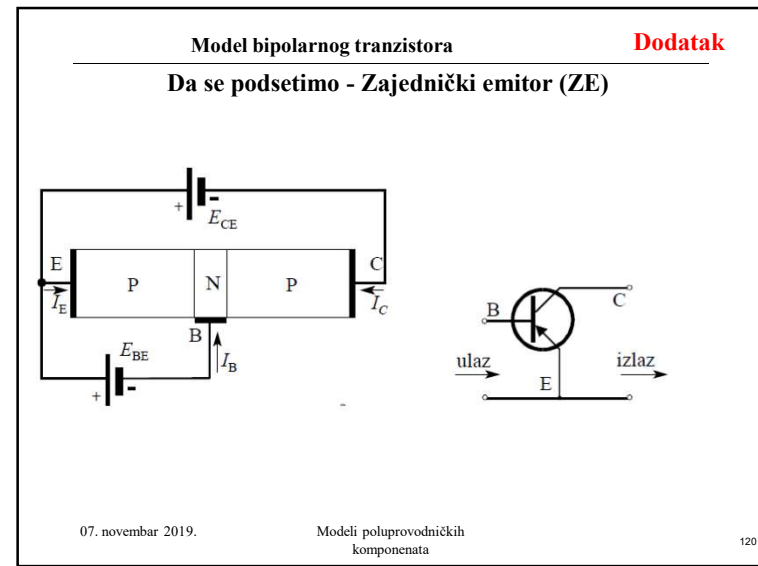 Model bipolarnog tranzistora
Dodatak
Da se podsetimo - Zajednički emitor (ZE)
+ -
E_CE
E
P
N
P
C
I_E
I_C
B
E_BE
I_B
+ -
B
C
ulaz
izlaz
E
07. novembar 2019.
Modeli poluprovodničkih
komponenata
120